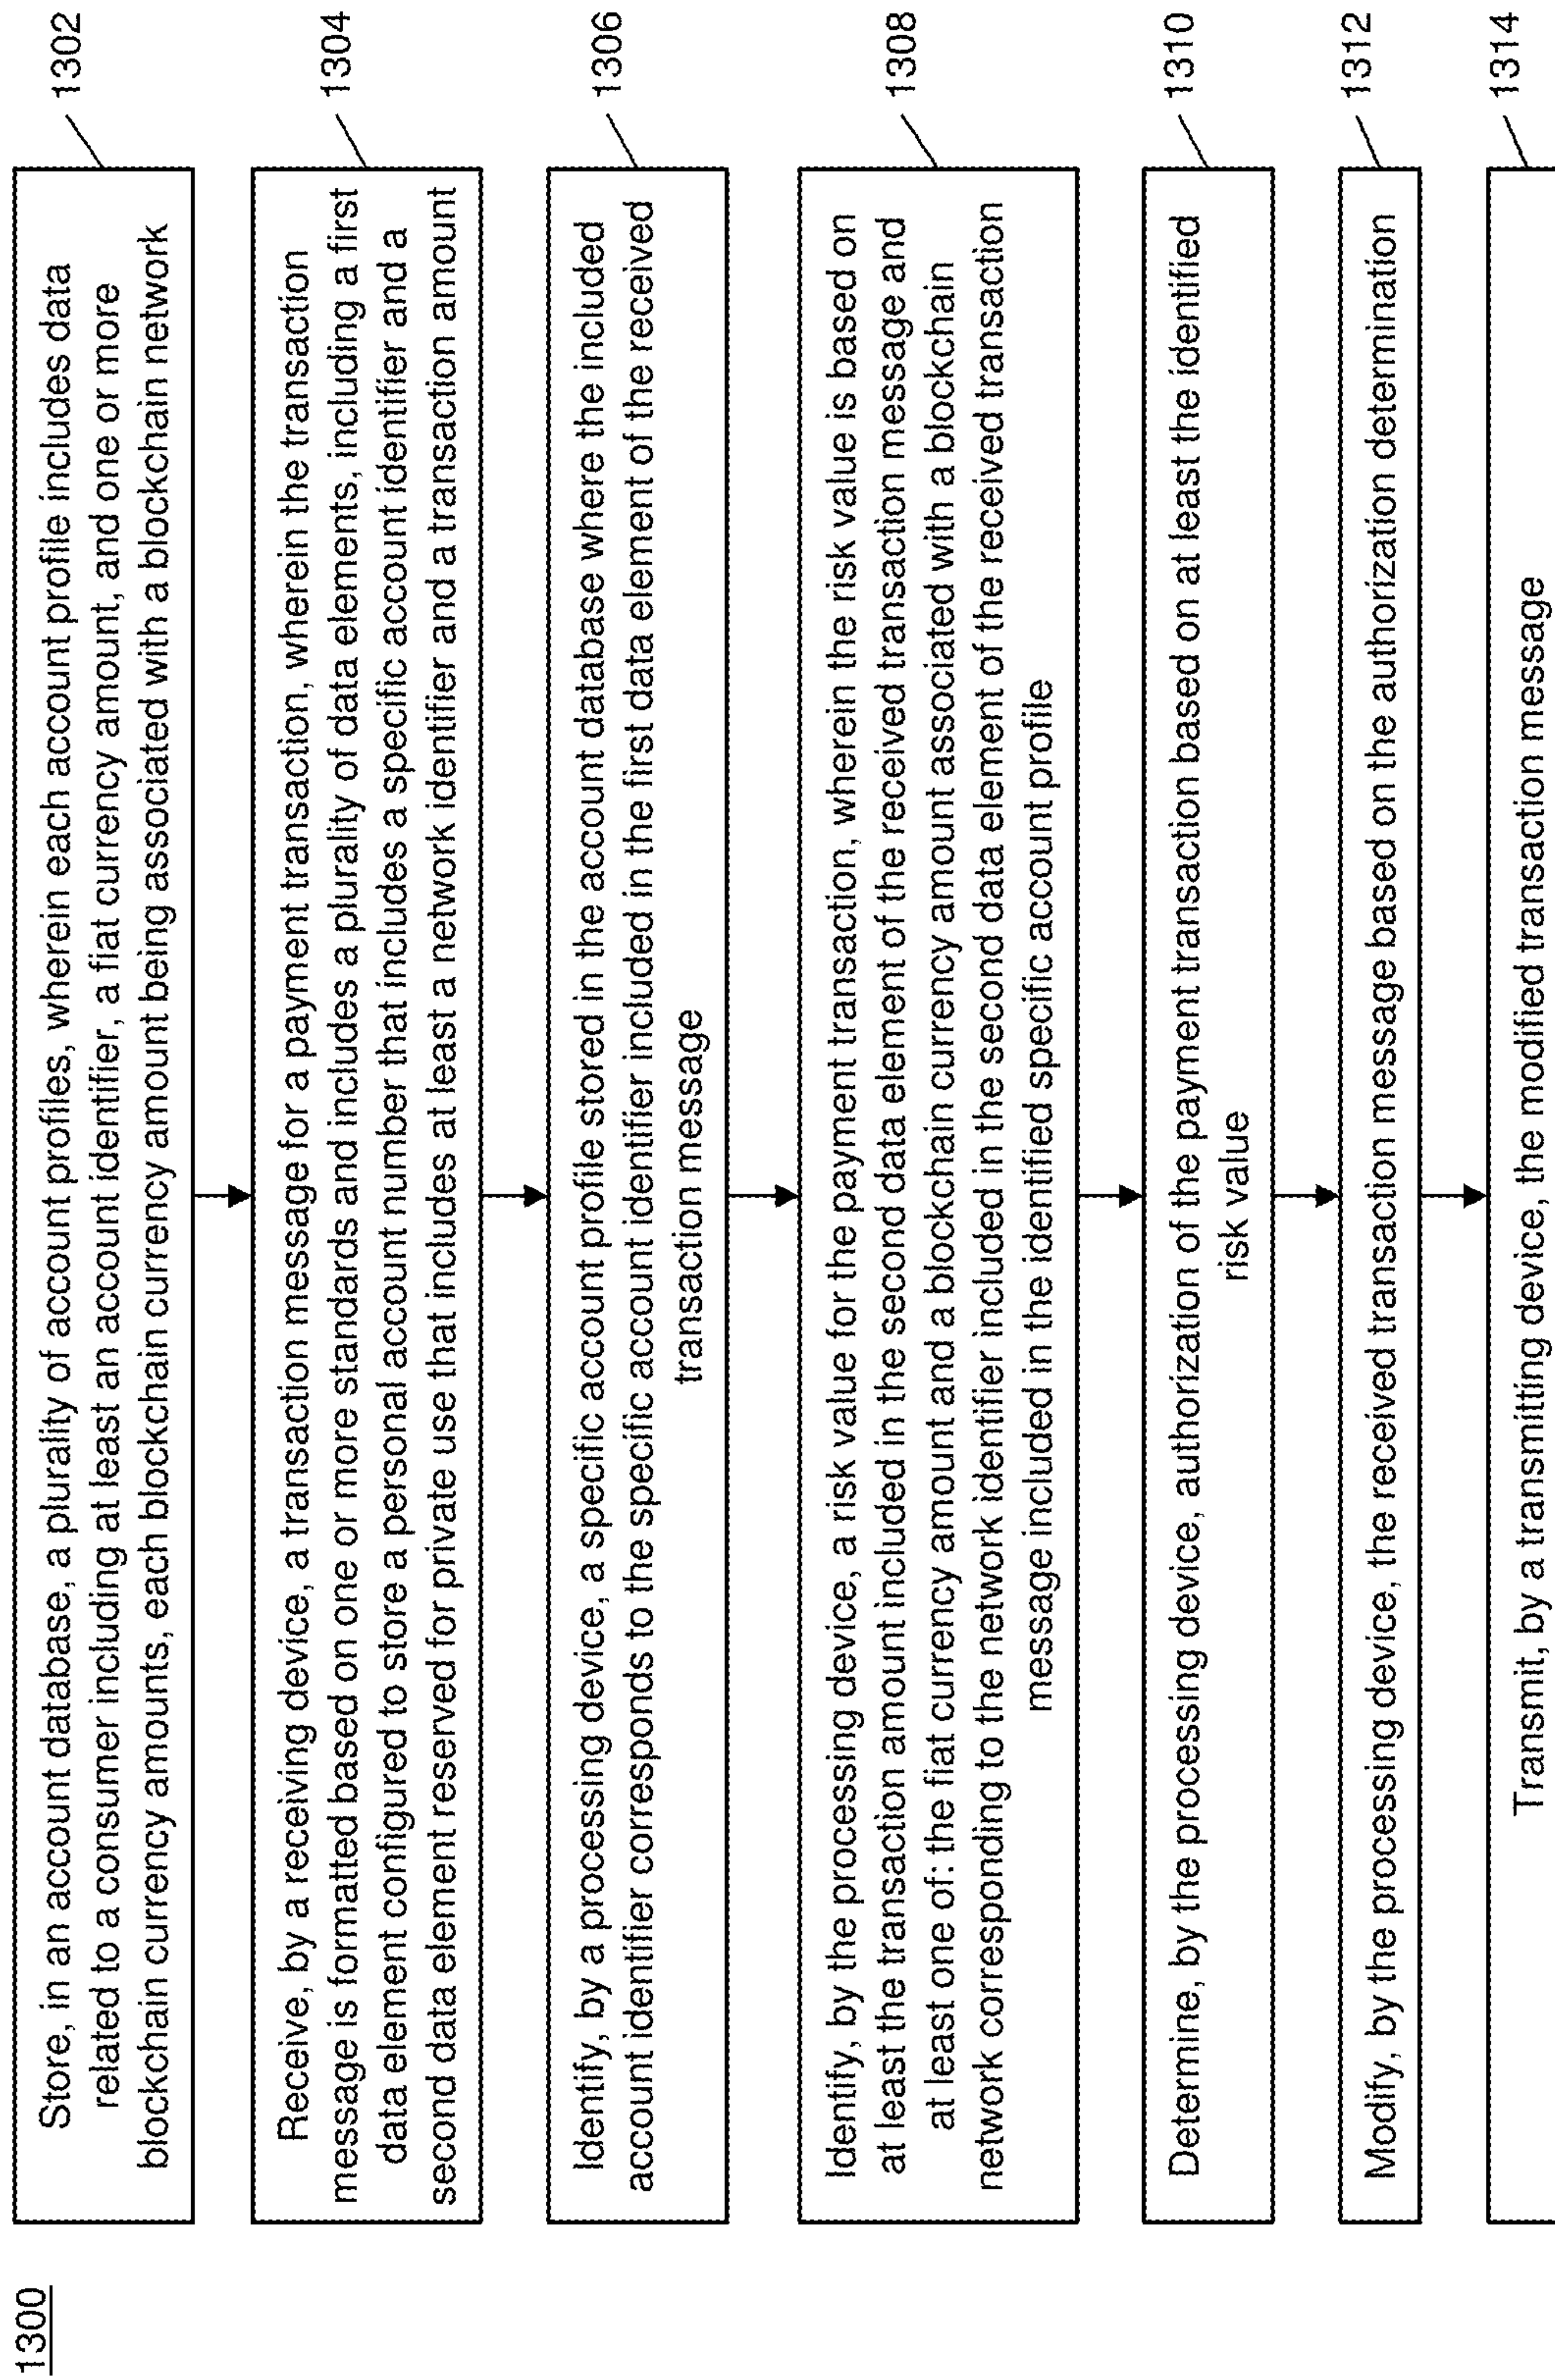 1300
Store, in an account database, a plurality of account profiles, wherein each account profile includes data
related to a consumer including at least an account identifier, a fiat currency amount, and one or more
blockchain currency amounts, each blockchain currency amount being associated with a blockchain network
1302
Receive, by a receiving device, a transaction message for a payment transaction, wherein the transaction
message is formatted based on one or more standards and includes a plurality of data elements, including a first
data element configured to store a personal account number that includes a specific account identifier and a
second data element reserved for private use that includes at least a network identifier and a transaction amount
1304
Identify, by a processing device, a specific account profile stored in the account database where the included
account identifier corresponds to the specific account identifier included in the first data element of the received
transaction message
1306
Identify, by the processing device, a risk value for the payment transaction, wherein the risk value is based on
at least the transaction amount included in the second data element of the received transaction message and
at least one of: the fiat currency amount and a blockchain currency amount associated with a blockchain
network corresponding to the network identifier included in the second data element of the received transaction
message included in the identified specific account profile
1308
Determine, by the processing device, authorization of the payment transaction based on at least the identified
risk value
1310
Modify, by the processing device, the received transaction message based on the authorization determination
1312
Transmit, by a transmitting device, the modified transaction message
1314